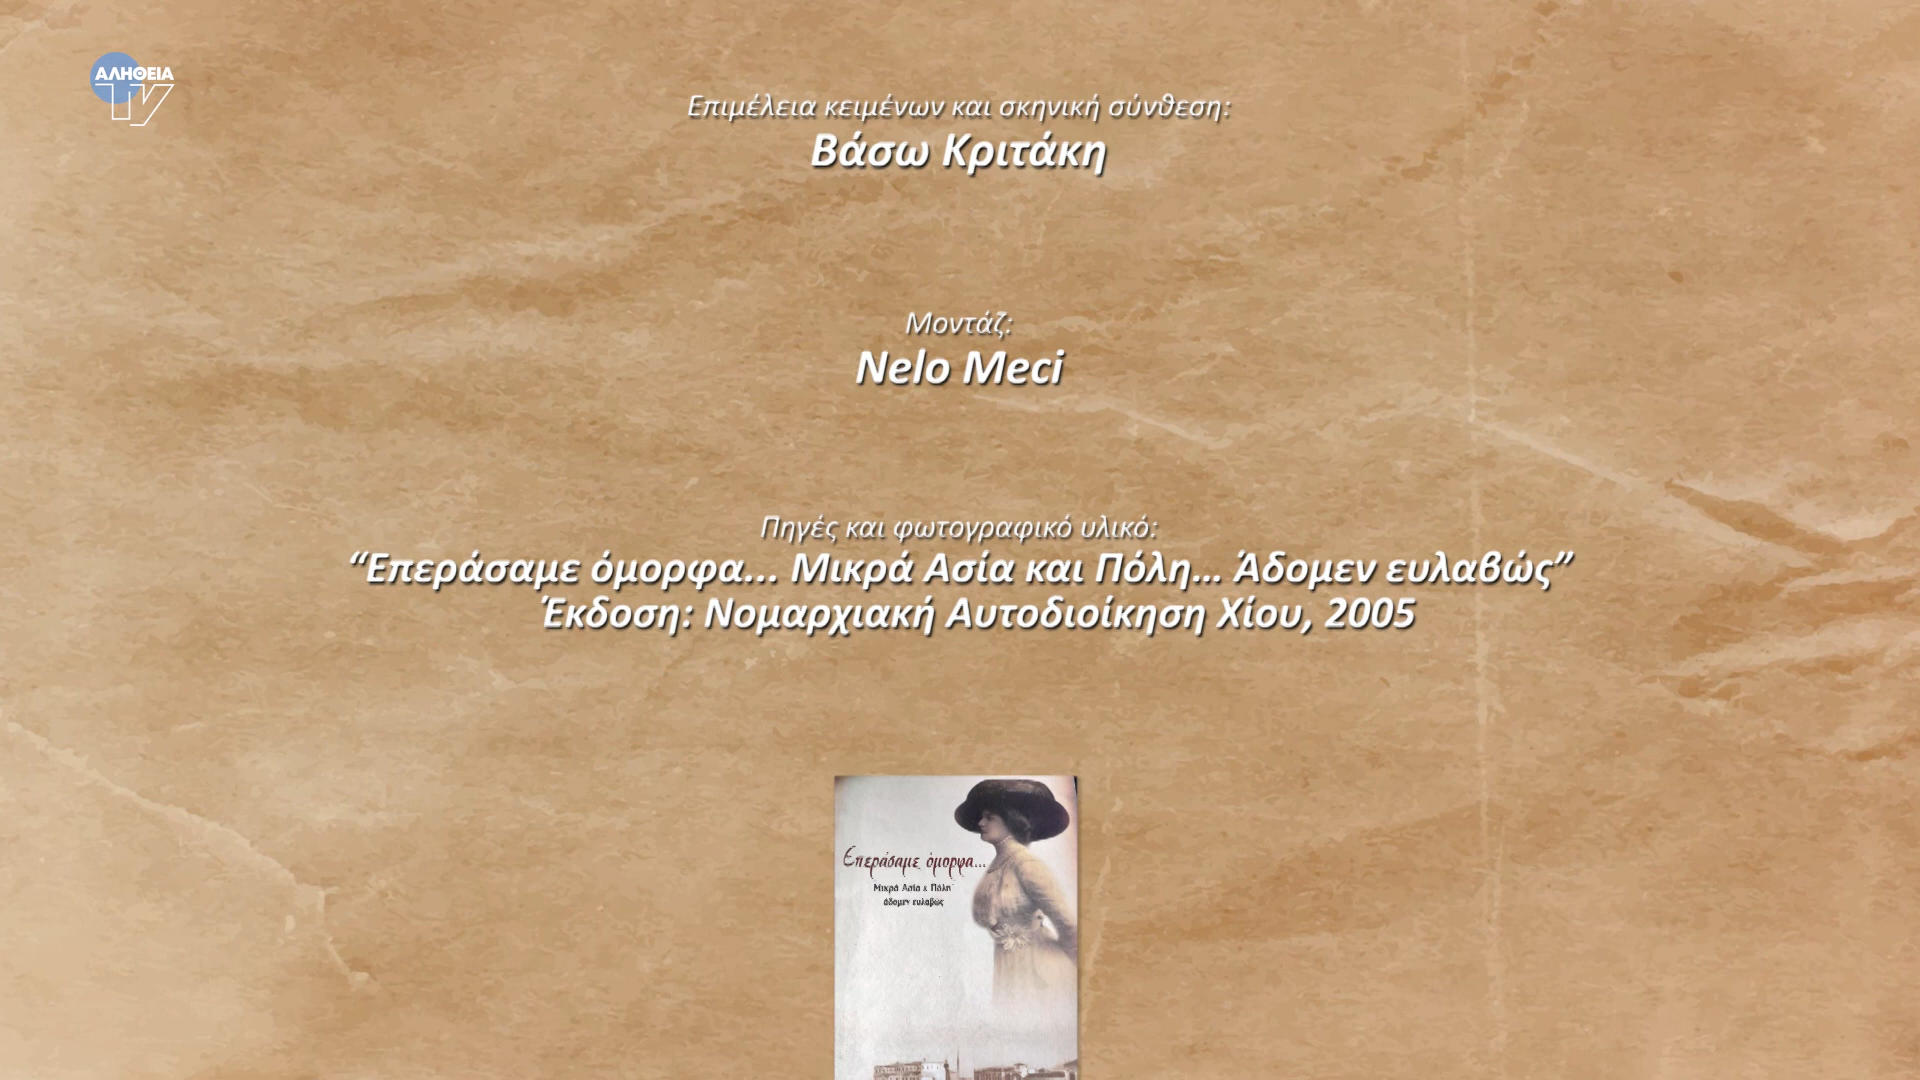 ΑΛΗΘΕΙΑ
TV
Επιμέλεια κειμένων και σκηνική σύνθεση:
Βάσω Κριτάκη
Μοντάζ:
Nelo Meci
Πηγές και φωτογραφικό υλικό:
“Επεράσαμε όμορφα... Μικρά Ασία και Πόλη... Άδομεν ευλαβώς”
Έκδοση: Νομαρχιακή Αυτοδιοίκηση Χίου, 2005
Επεράσαμε όμορφα...
Μικρά Ασία & Πόλη
άδομεν ευλαβώς